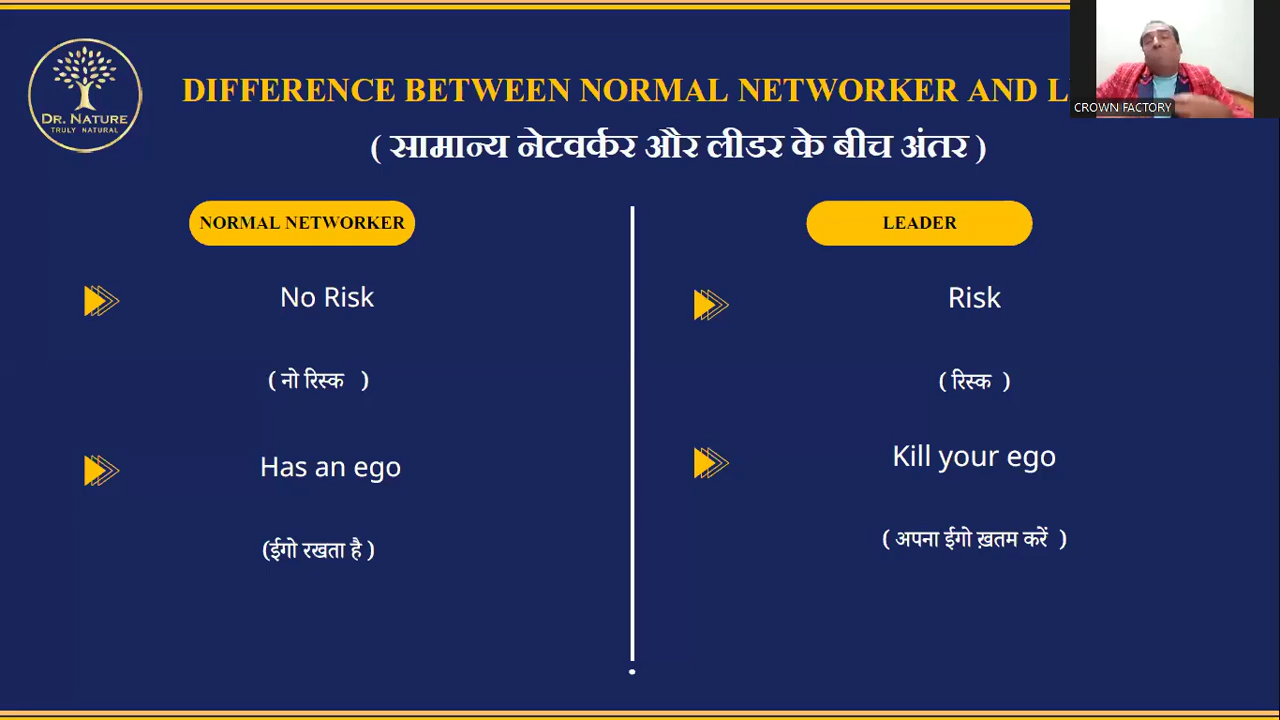 DR. NATURE
TRULY NATURAL
DIFFERENCE BETWEEN NORMAL NETWORKER AND L
( सामान्य नेटवर्कर और लीडर के बीच अंतर )
CROWN FACTORY
NORMAL NETWORKER
No Risk
( नो रिस्क )
Has an ego
(ईगो रखता है )
LEADER
Risk
( रिस्क )
Kill your ego
( अपना ईगो ख़तम करें )